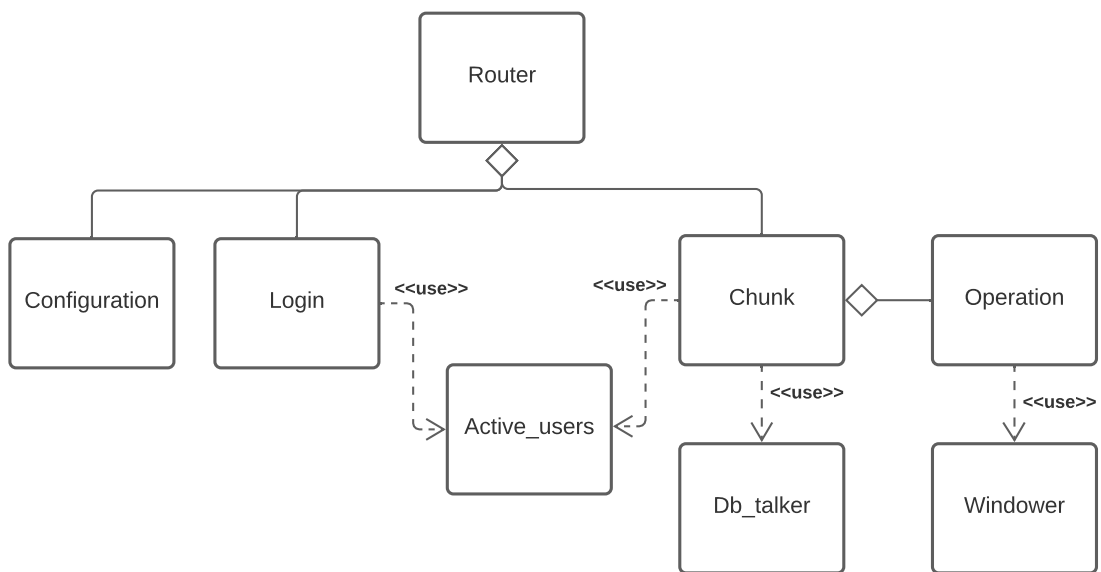 Router
Configuration
Login
<<use>>
<<use>>
Chunk
Operation
Active_users
<<use>>
<<use>>
Db_talker
Windower